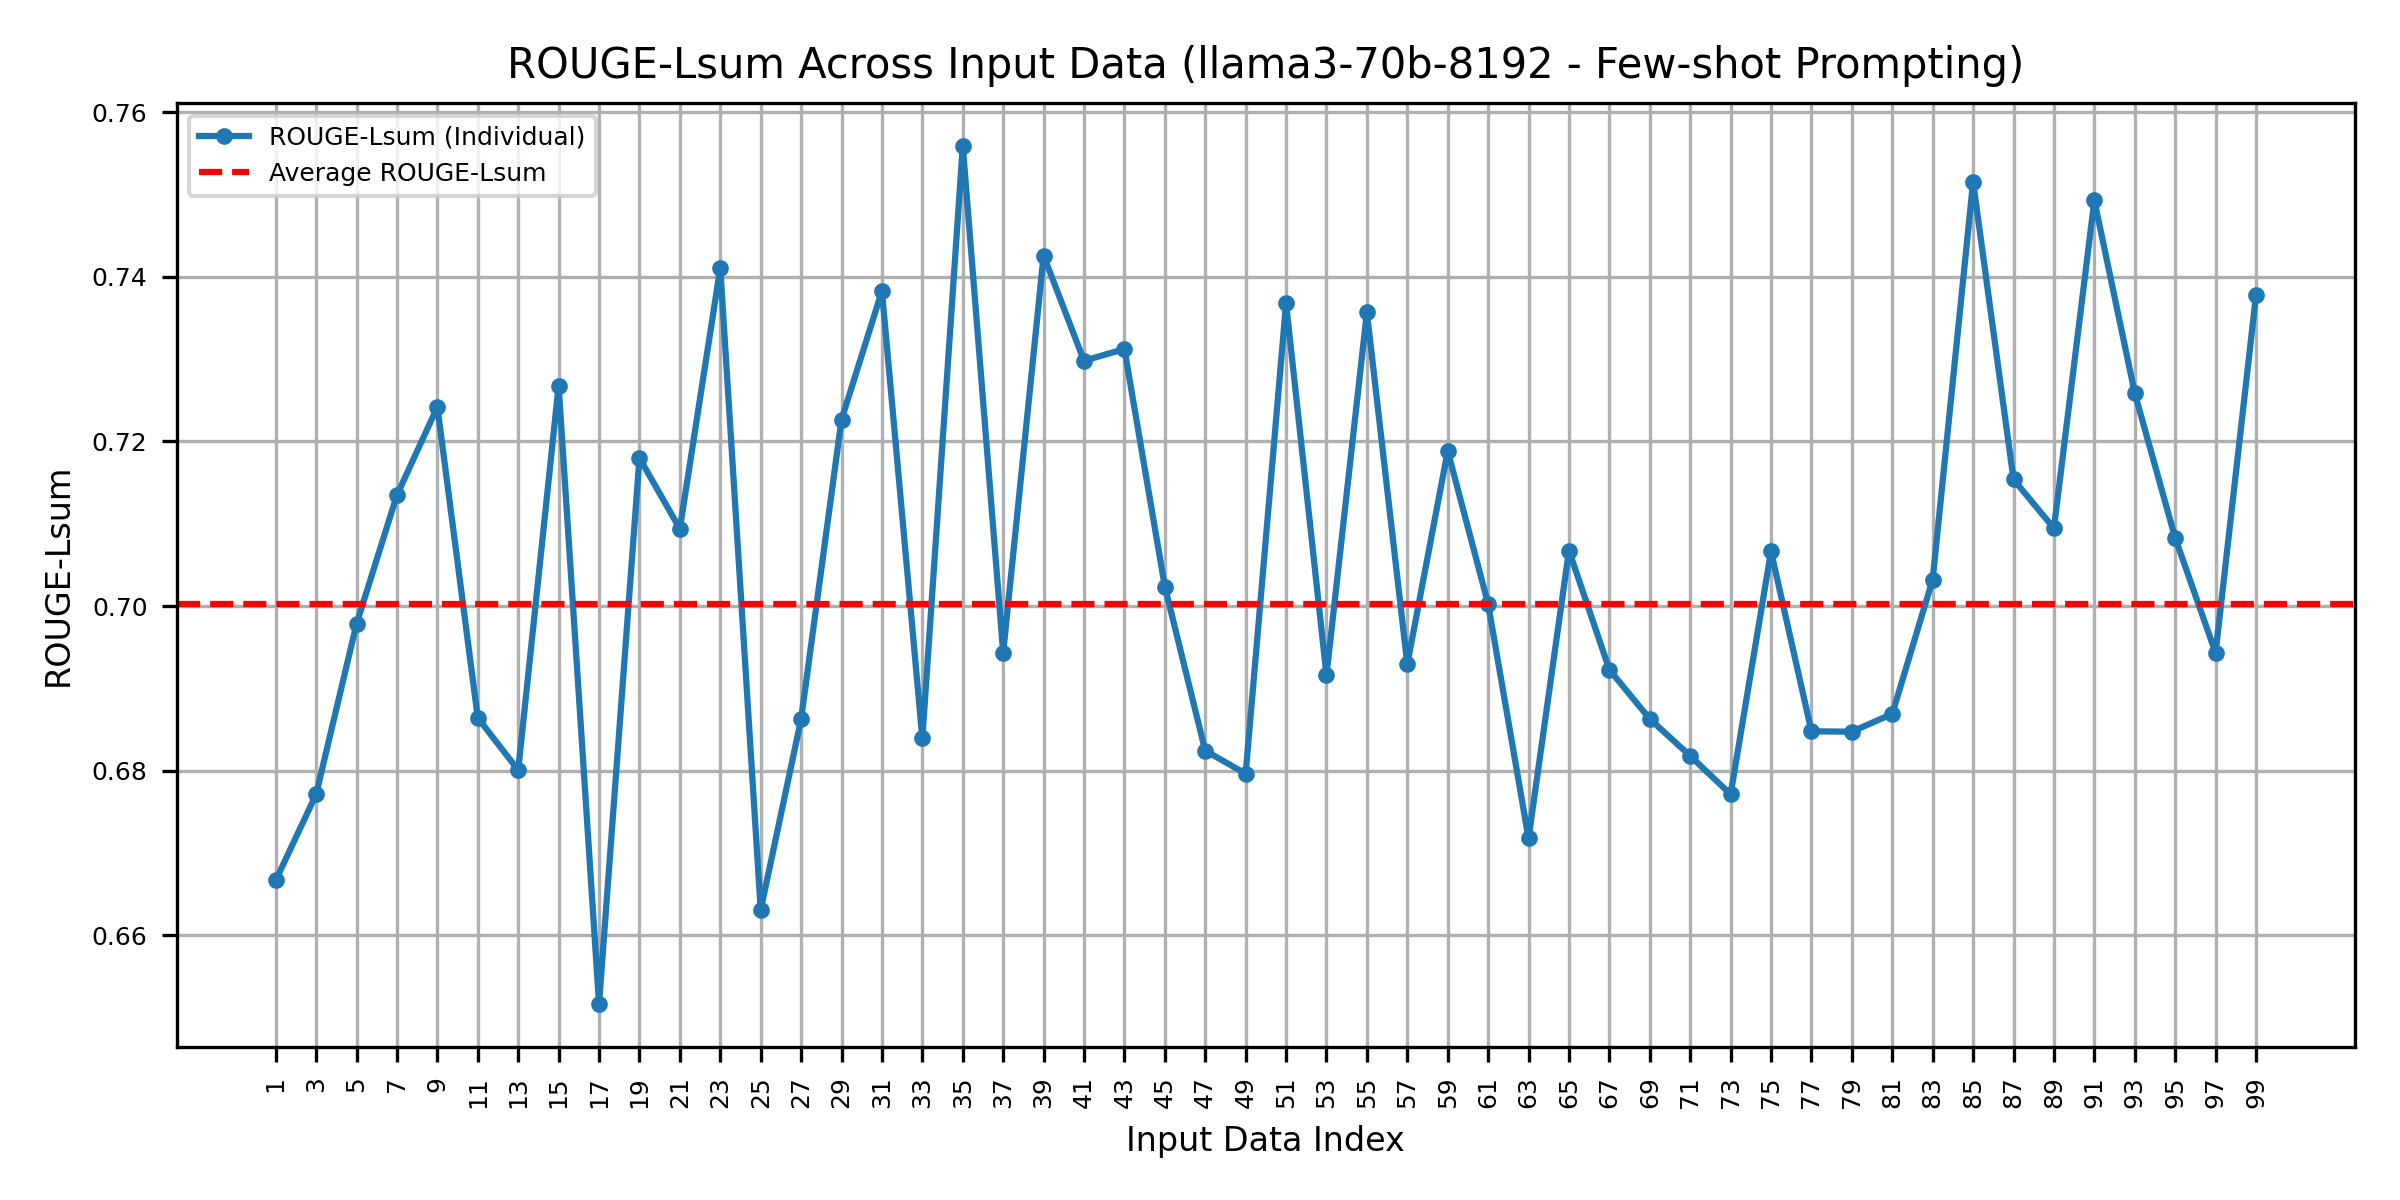 ROUGE-Lsum Across Input Data (llama3-70b-8192 - Few-shot Prompting)
ROUGE-Lsum (Individual)
Average ROUGE-Lsum
0.76
0.74
0.72
0.70
0.68
0.66
ROUGE-Lsum
1 3 5 7 9 11 13 15 17 19 21 23 25 27 29 31 33 35 37 39 41 43 45 47 49 51 53 55 57 59 61 63 65 67 69 71 73 75 77 79 81 83 85 87 89 91 93 95 97 99
Input Data Index